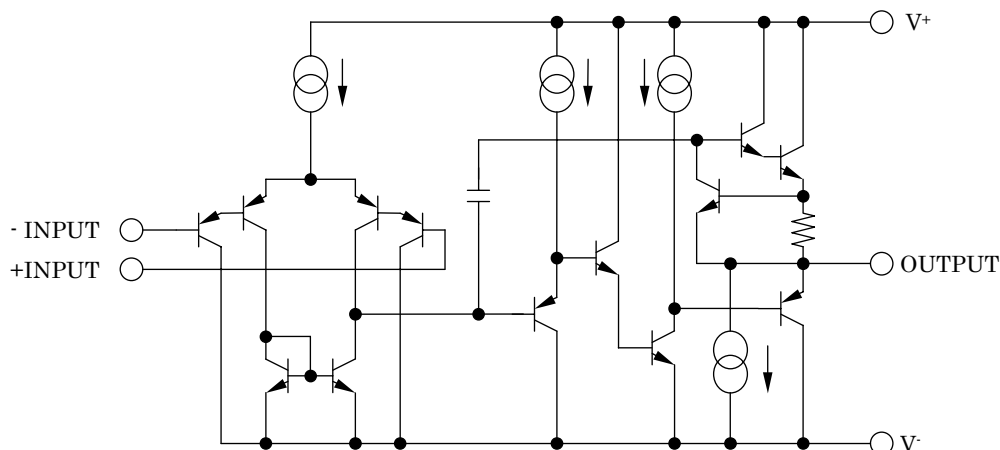 V+
- INPUT
+INPUT
OUTPUT
V-